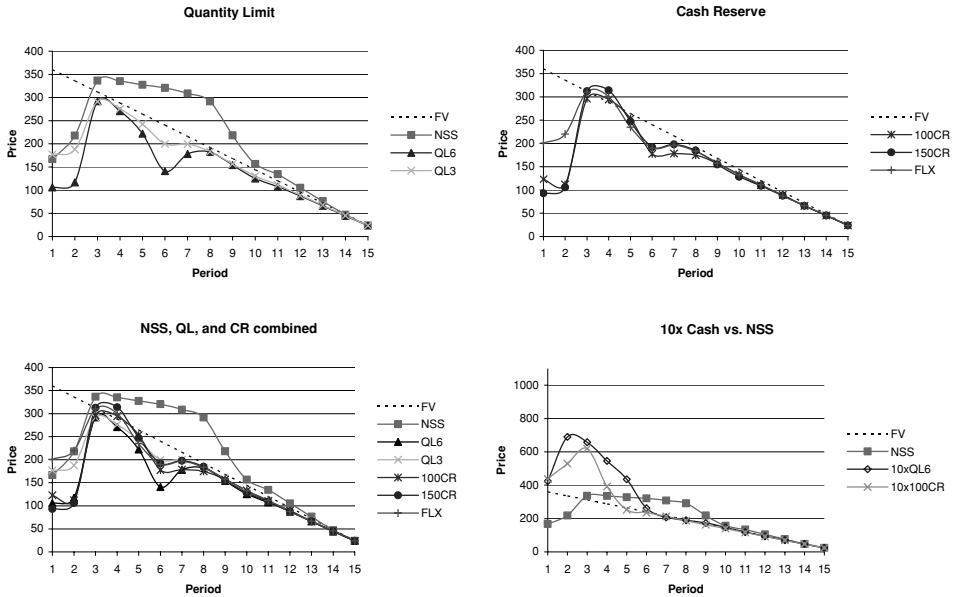 Quantity Limit
400
350
300
250
200
150
100
50
0
Price
1 2 3 4 5 6 7 8 9 10 11 12 13 14 15
Period
FV
NSS
QL6
QL3
Cash Reserve
400
350
300
250
200
150
100
50
0
Price
1 2 3 4 5 6 7 8 9 10 11 12 13 14 15
Period
FV
100CR
150CR
FLX
NSS, QL, and CR combined
400
350
300
250
200
150
100
50
0
Price
1 2 3 4 5 6 7 8 9 10 11 12 13 14 15
Period
FV
NSS
QL6
QL3
100CR
150CR
FLX
10x Cash vs. NSS
1000
800
600
400
200
0
Price
1 2 3 4 5 6 7 8 9 10 11 12 13 14 15
Period
FV
NSS
10xQL6
10x100CR